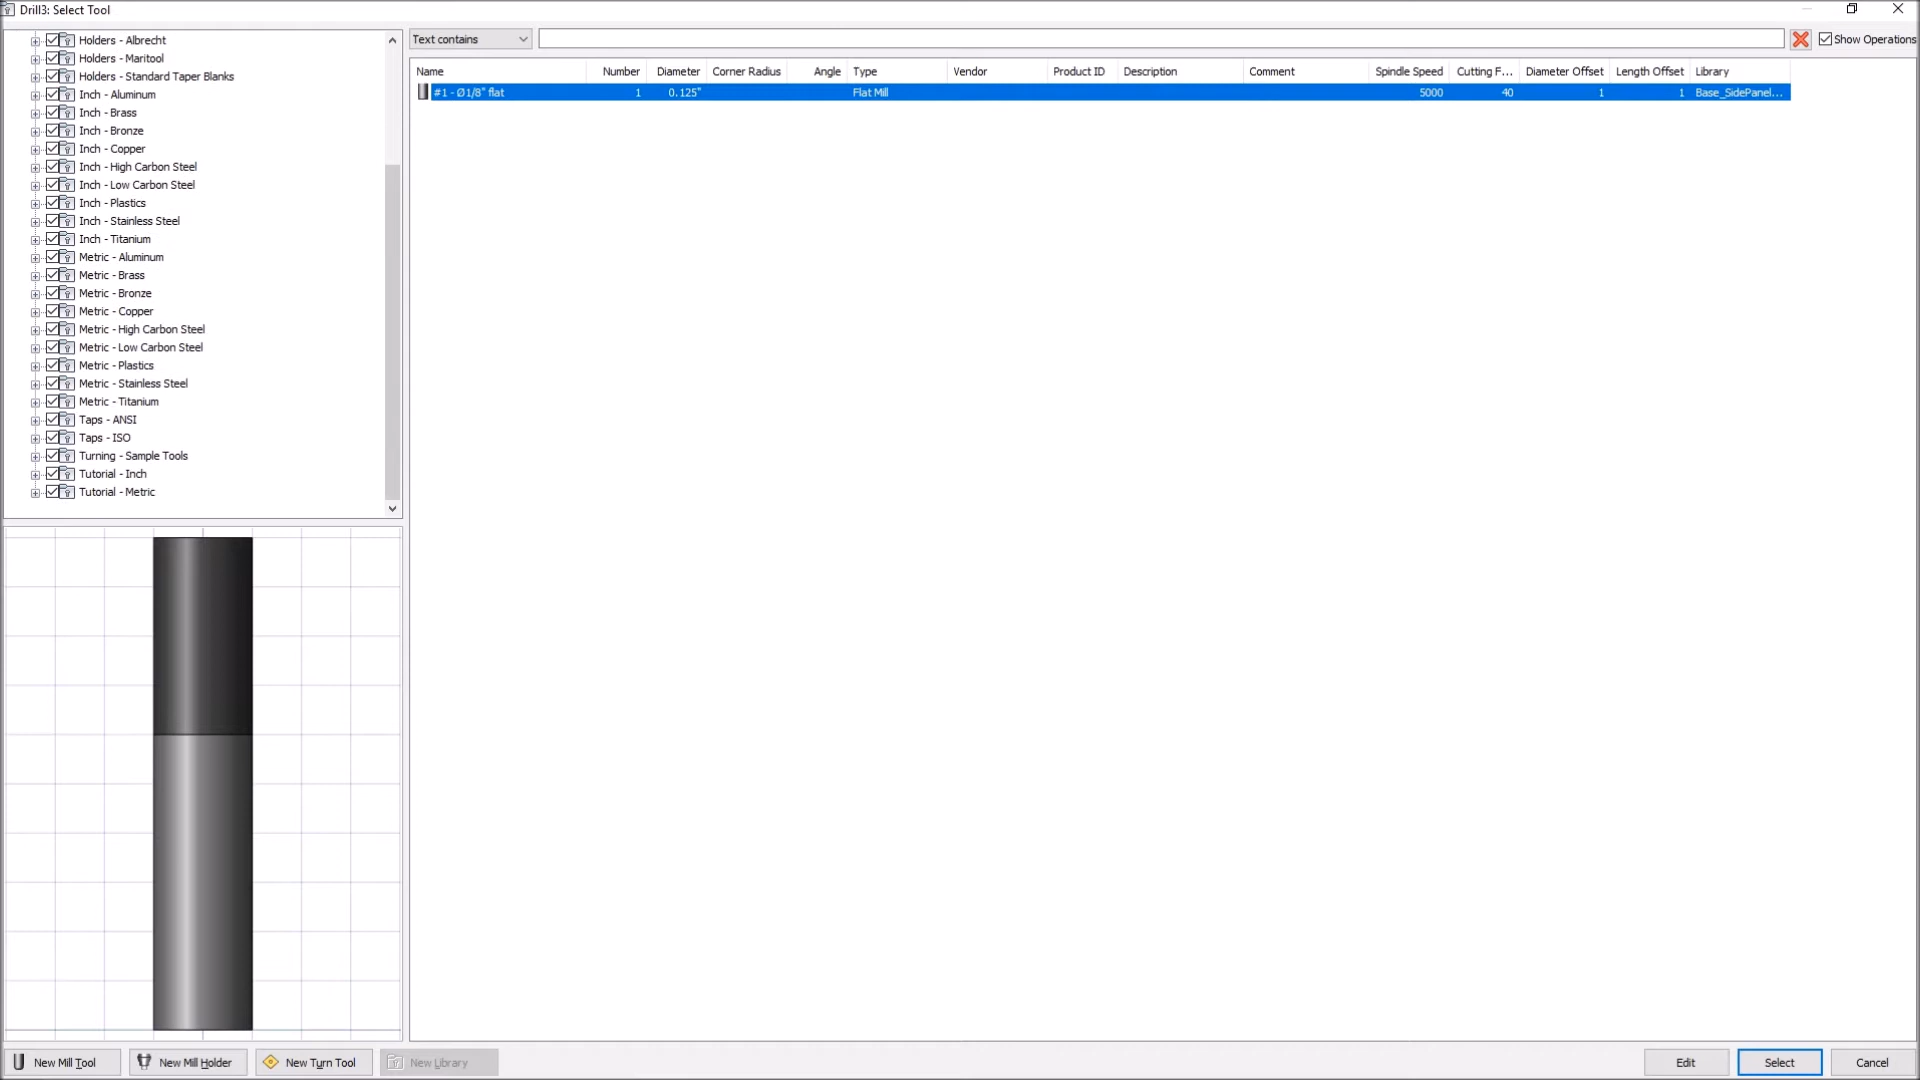 Drill3: Select Tool
Holders - Albrecht
Holders - Maritool
Holders - Standard Taper Blanks
Inch - Aluminum
Inch - Brass
Inch - Bronze
Inch - Copper
Inch - High Carbon Steel
Inch - Low Carbon Steel
Inch - Plastics
Inch - Stainless Steel
Inch - Titanium
Metric - Aluminum
Metric - Brass
Metric - Bronze
Metric - Copper
Metric - High Carbon Steel
Metric - Low Carbon Steel
Metric - Plastics
Metric - Stainless Steel
Metric - Titanium
Taps - ANSI
Taps - ISO
Turning - Sample Tools
Tutorial - Inch
Tutorial - Metric
Text contains Show Operations
Name Number Diameter Corner Radius Angle Type Vendor Product ID Description Comment Spindle Speed Cutting F... Diameter Offset Length Offset Library
#1 - Ø1/8" flat 1 0.125" Flat Mill 5000 40 1 1 Base_SidePanel...
New Mill Tool New Mill Holder New Turn Tool New Library Edit Select Cancel